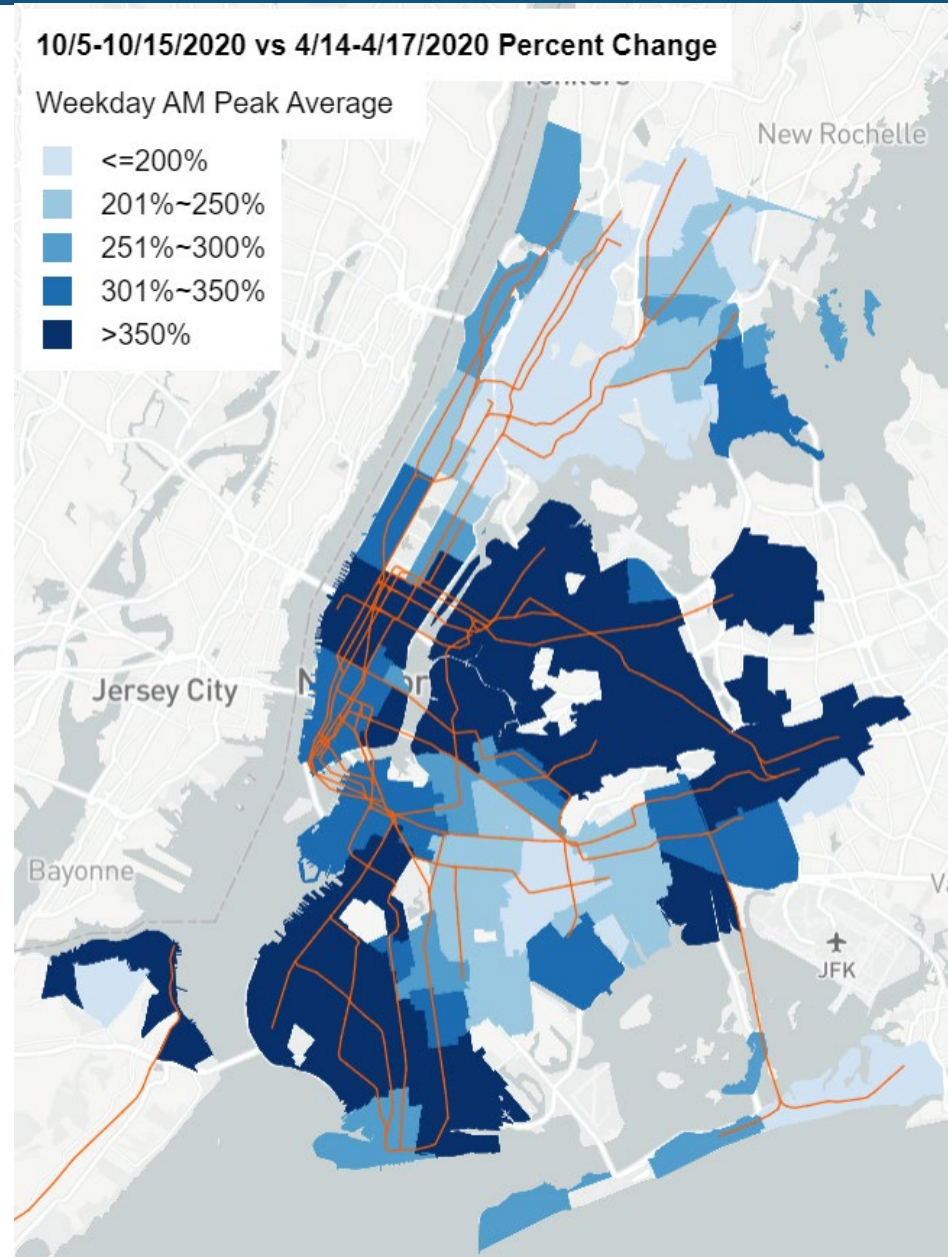 10/5-10/15/2020 vs 4/14-4/17/2020 Percent Change
Weekday AM Peak Average
<=200%
201%~250%
251%~300%
301%~350%
>350%
New Rochelle
Jersey City
Bayonne
JFK